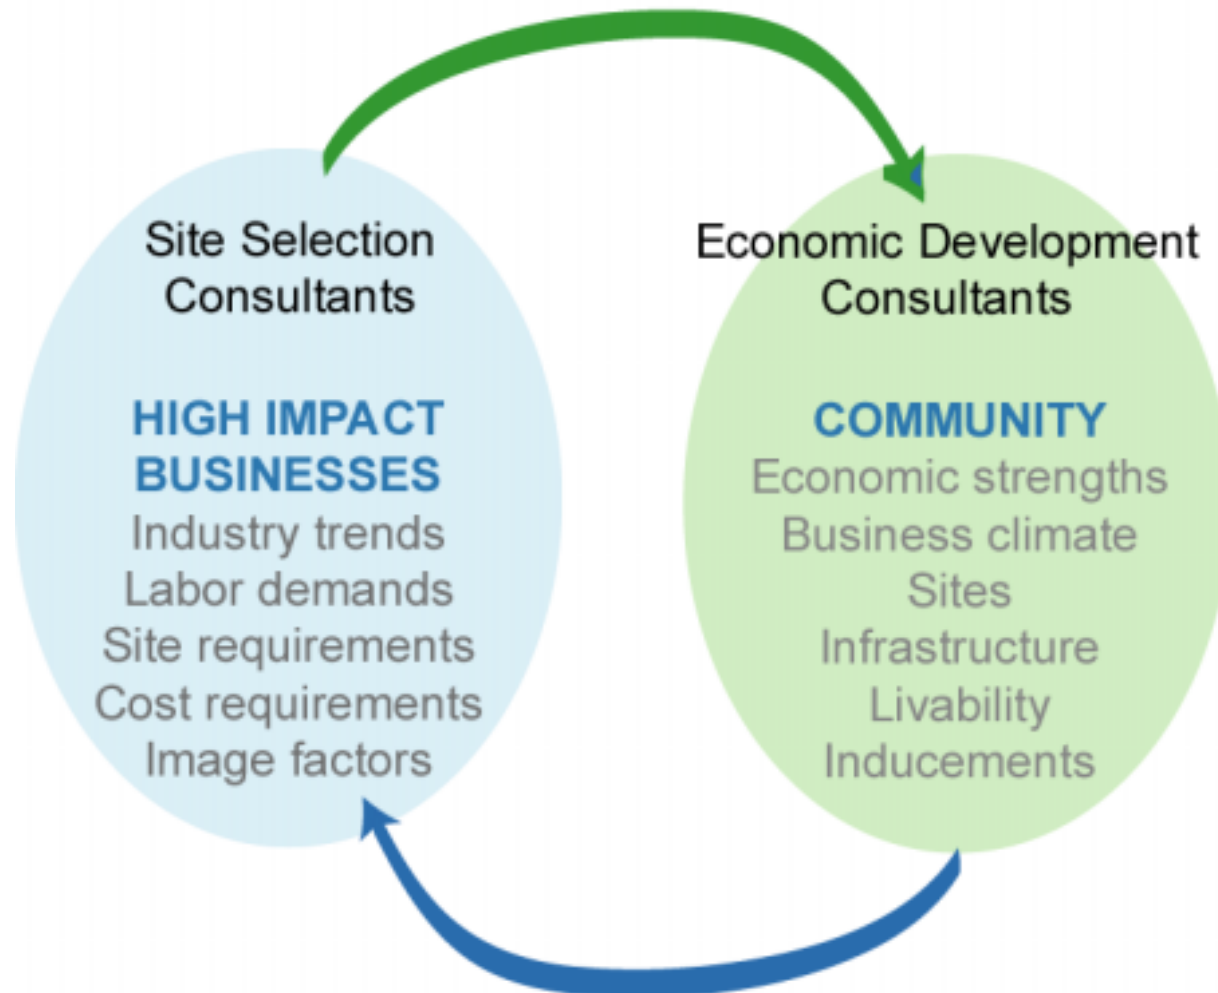 Site Selection
Consultants
HIGH IMPACT
BUSINESSES
Industry trends
Labor demands
Site requirements
Cost requirements
Image factors
Economic Development
Consultants
COMMUNITY
Economic strengths
Business climate
Sites
Infrastructure
Livability
Inducements